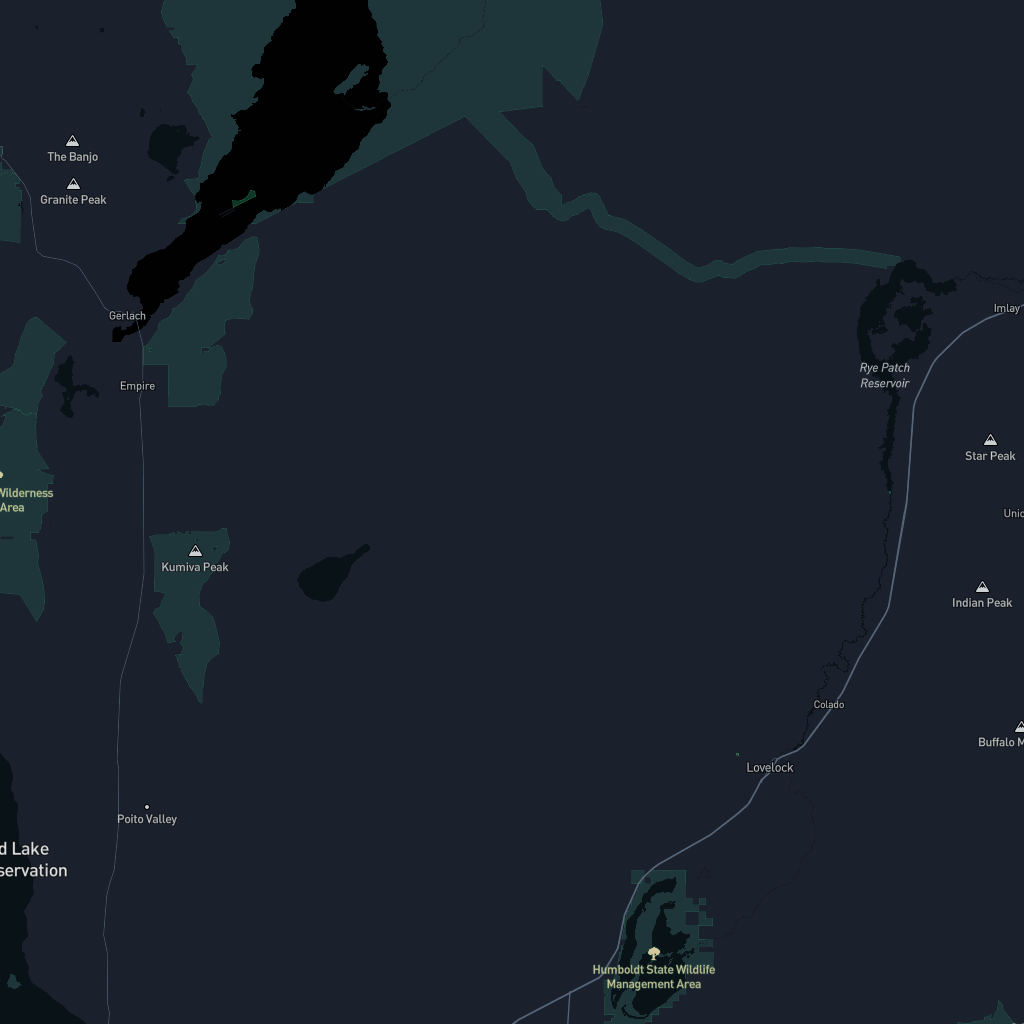 The Banjo
Granite Peak
Gerlach
Imlay
Rye Patch
Reservoir
Empire
Star Peak
Wilderness
Area
Kumiva Peak
Indian Peak
Colado
Buffalo M
Lovelock
Poito Valley
d Lake
servation
Humboldt State Wildlife
Management Area